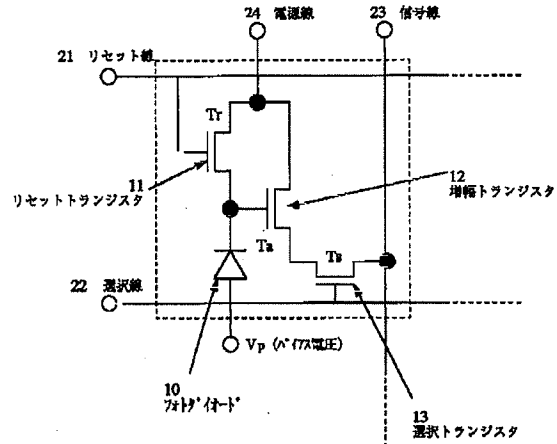 24 電源線
23 信号線
21 リセット線
Tr
11
リセットトランジスタ
12
増幅トランジスタ
Ta
Ts
22 選択線
Vp (ﾊﾞｲｱｽ電圧)
10
ﾌｫﾄﾀﾞｲｵｰﾄﾞ
13
選択トランジスタ